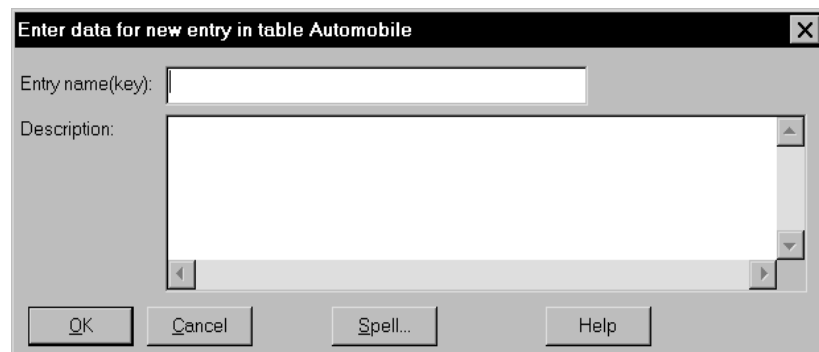 Enter data for new entry in table Automobile
Entry name(key):
Description:
OK Cancel Spell... Help